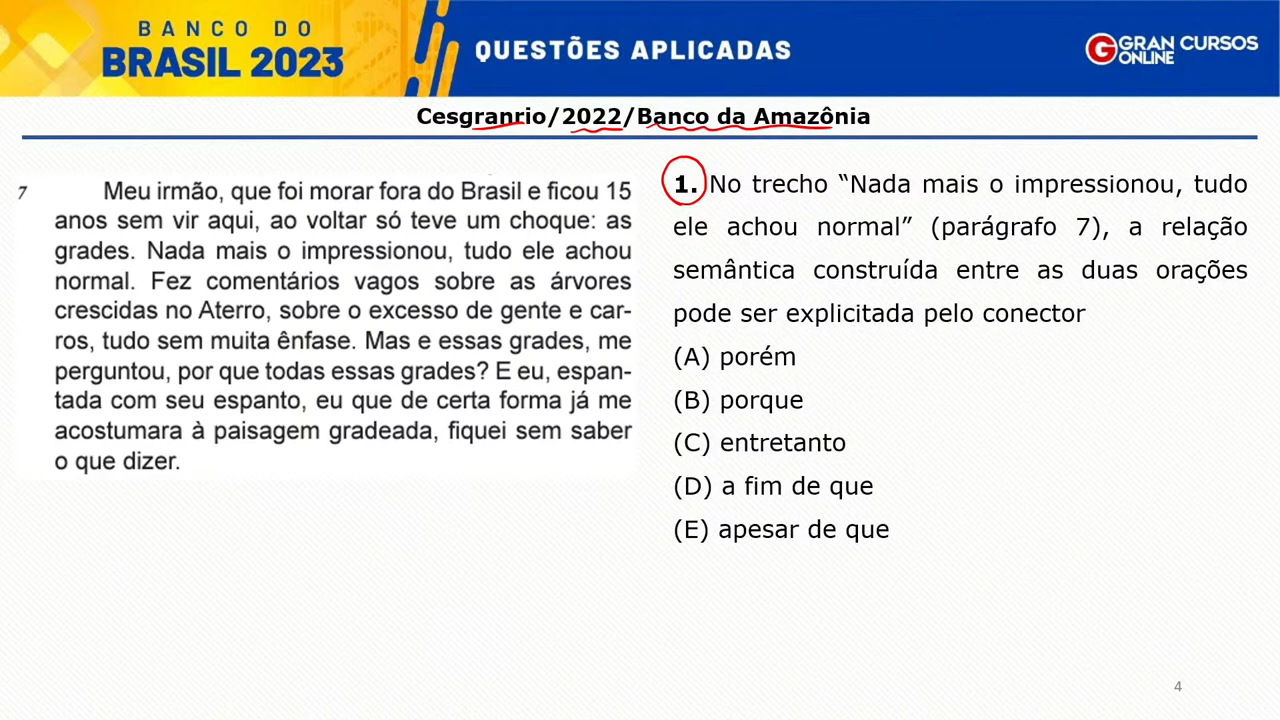 BANCO DO
BRASIL 2023
QUESTÕES APLICADAS
GRAN CURSOS
ONLINE
Cesgranrio/2022/Banco da Amazônia
7
Meu irmão, que foi morar fora do Brasil e ficou 15
anos sem vir aqui, ao voltar só teve um choque: as
grades. Nada mais o impressionou, tudo ele achou
normal. Fez comentários vagos sobre as árvores
crescidas no Aterro, sobre o excesso de gente e car-
ros, tudo sem muita ênfase. Mas e essas grades, me
perguntou, por que todas essas grades? E eu, espan-
tada com seu espanto, eu que de certa forma já me
acostumara à paisagem gradeada, fiquei sem saber
o que dizer.
1. No trecho “Nada mais o impressionou, tudo
ele achou normal” (parágrafo 7), a relação
semântica construída entre as duas orações
pode ser explicitada pelo conector
(A) porém
(B) porque
(C) entretanto
(D) a fim de que
(E) apesar de que
4